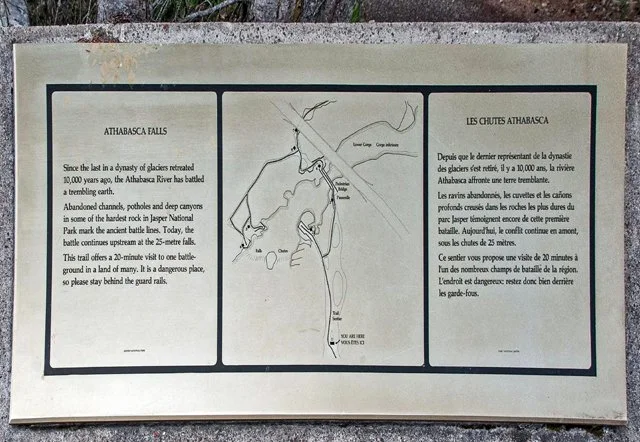 ATHABASCA FALLS
Since the last in a dynasty of glaciers retreated
10,000 years ago, the Athabasca River has battled
a trembling earth.
Abandoned channels, potholes and deep canyons
in some of the hardest rock in Jasper National
Park mark the ancient battle lines. Today, the
battle continues upstream at the 25-metre falls.
This trail offers a 20-minute visit to one battle-
ground in a land of many. It is a dangerous place,
so please stay behind the guard rails.
Lower Gorge Gorge inférieure
Pedestrian
Bridge
Passerelle
Falls Chutes
Trail
Sentier
YOU ARE HERE
VOUS ÊTES ICI
LES CHUTES ATHABASCA
Depuis que le dernier représentant de la dynastie
des glaciers s'est retiré, il y a 10,000 ans, la rivière
Athabasca affronte une terre tremblante.
Les ravins abandonnés, les cuvettes et les cañons
profonds creusés dans les roches les plus dures du
parc Jasper témoignent encore de cette première
bataille. Aujourd'hui, le conflit continue en amont,
sous les chutes de 25 mètres.
Ce sentier vous propose une visite de 20 minutes à
l'un des nombreux champs de bataille de la région.
L'endroit est dangereux: restez donc bien derrière
les garde-fous.